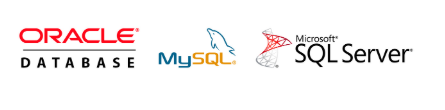 ORACLE®
DATABASE
MySQL®
Microsoft®
SQL Server®